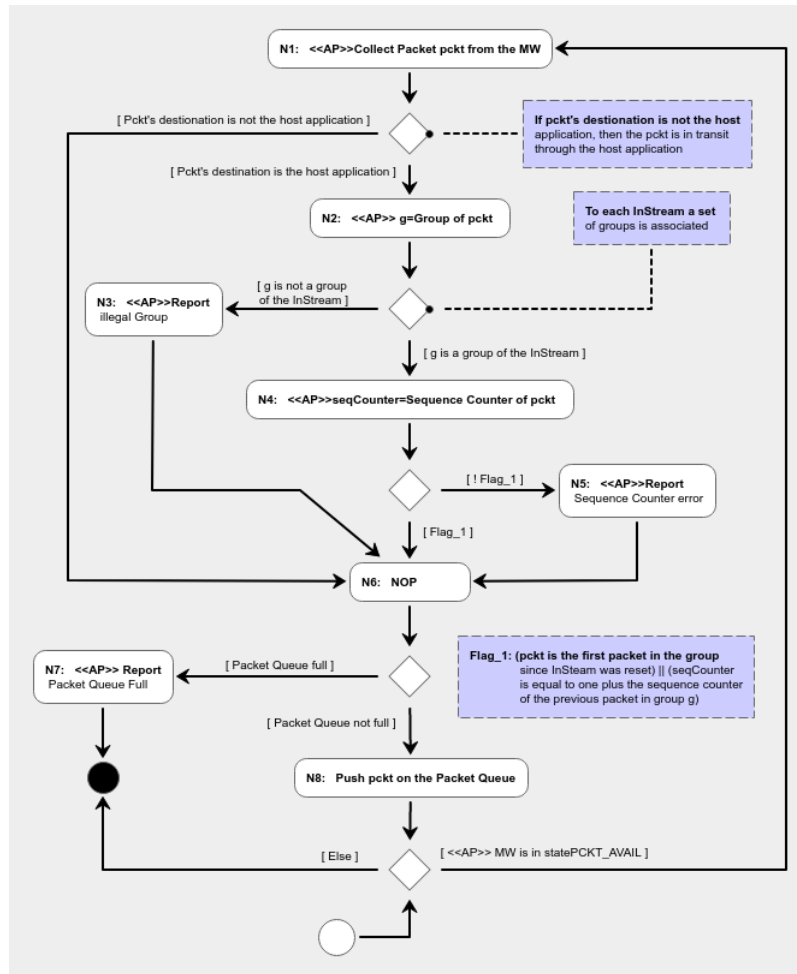 N1: <<AP>>Collect Packet pckt from the MW
[ Pckt's destionation is not the host application ]
If pckt's destionation is not the host
application, then the pckt is in transit
through the host application
[Pckt's destination is the host application ]
N2: <<AP>> g=Group of pckt
To each InStream a set
of groups is associated
[ g is not a group
of the InStream ]
N3: <<AP>>Report
illegal Group
[ g is a group of the InStream ]
N4: <<AP>>seqCounter=Sequence Counter of pckt
[ ! Flag_1 ]
N5: <<AP>>Report
Sequence Counter error
[ Flag_1 ]
N6: NOP
Flag_1: (pckt is the first packet in the group
since InSteam was reset) || (seqCounter
is equal to one plus the sequence counter
of the previous packet in group g)
[ Packet Queue full ]
N7: <<AP>> Report
Packet Queue Full
[ Packet Queue not full ]
N8: Push pckt on the Packet Queue
[ Else ]
[ <<AP>> MW is in statePCKT_AVAIL ]